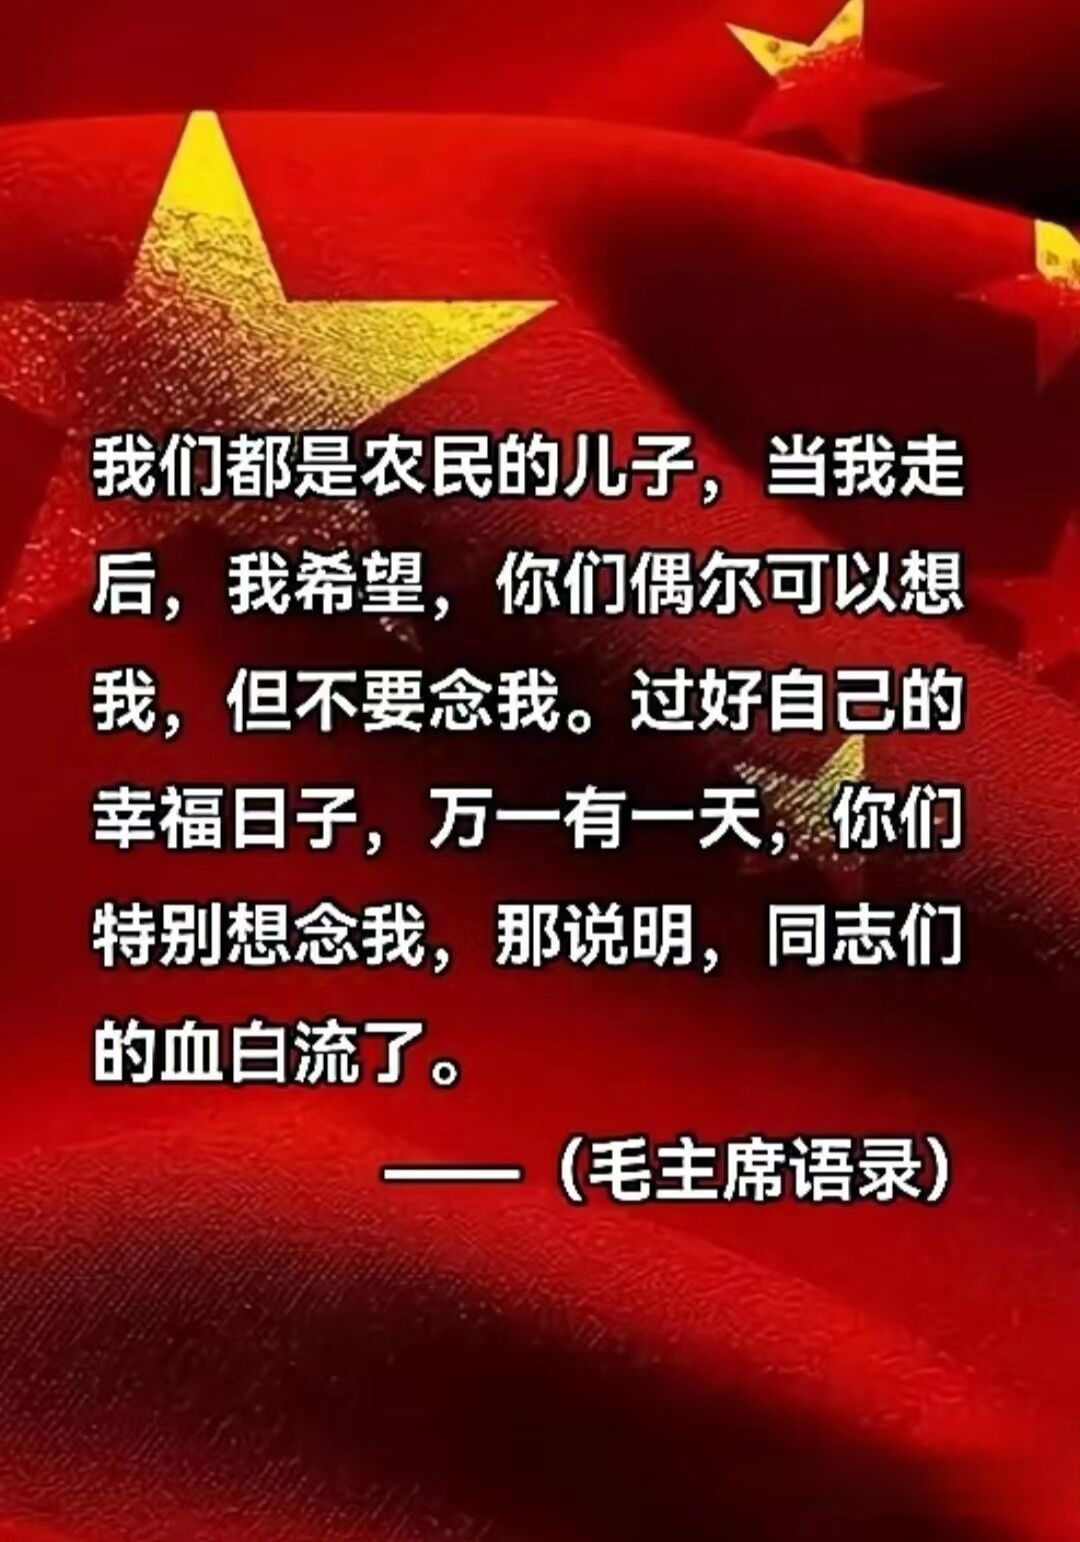 我们都是农民的儿子，当我走
后，我希望，你们偶尔可以想
我，但不要念我。过好自己的
幸福日子，万一有一天，你们
特别想念我，那说明，同志们
的血白流了。
——（毛主席语录）